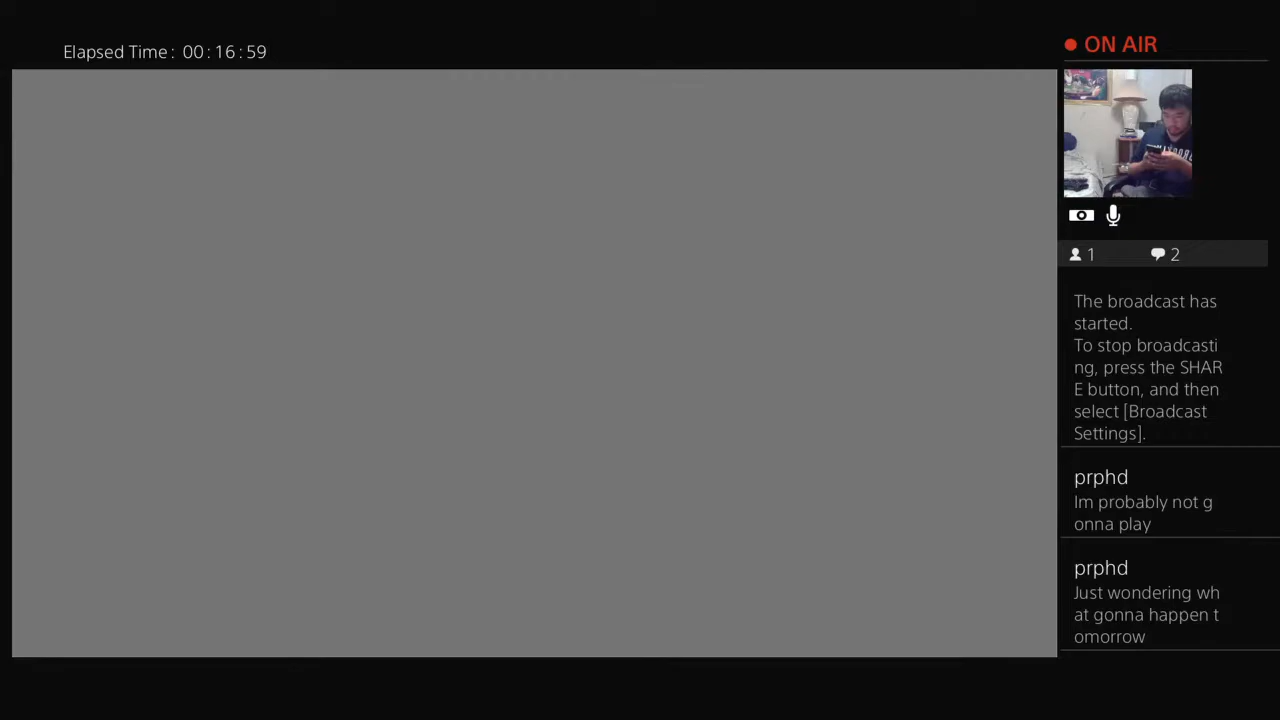 Elapsed Time: 00:16:59
ON AIR
1 2
The broadcast has
started.
To stop broadcasti
ng, press the SHAR
E button, and then
select [Broadcast
Settings].
prphd
Im probably not g
onna play
prphd
Just wondering wh
at gonna happen t
omorrow